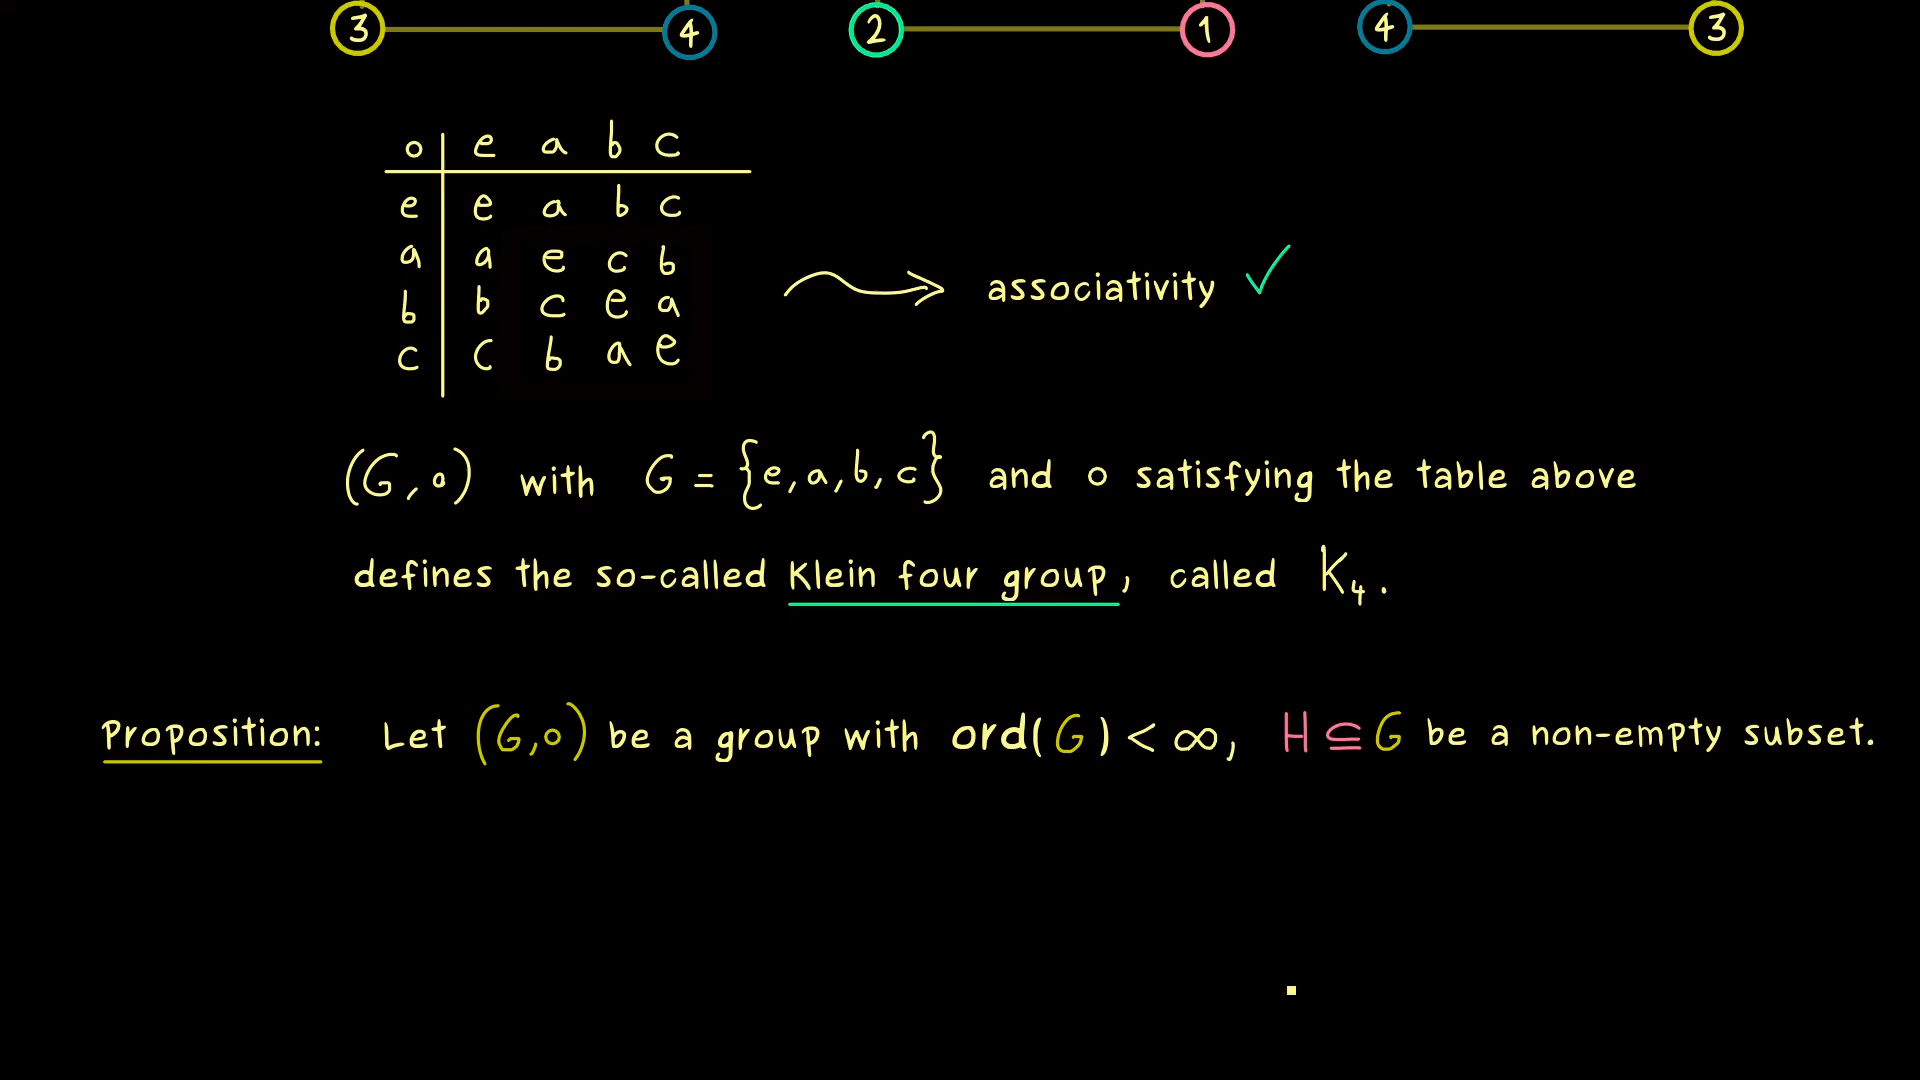 3 4 2 1 4 3
∘ e a b c
e e a b c
a a e c b
b b c e a
c c b a e
associativity ✓
(G,∘) with G = {e, a, b, c} and ∘ satisfying the table above
defines the so-called Klein four group, called K₄.
Proposition: Let (G,∘) be a group with ord(G) < ∞, H ⊆ G be a non-empty subset.